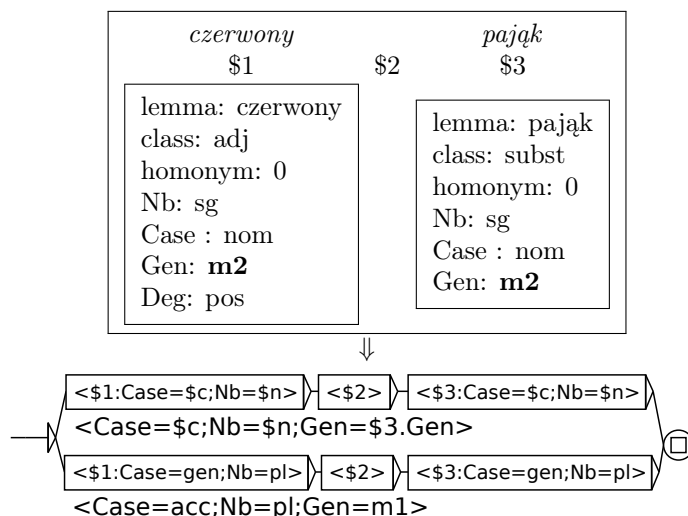 czerwony pająk
$1 $2 $3
lemma: czerwony
class: adj
homonym: 0
Nb: sg
Case : nom
Gen: m2
Deg: pos
lemma: pająk
class: subst
homonym: 0
Nb: sg
Case : nom
Gen: m2
⇓
<$1:Case=$c;Nb=$n> <$2> <$3:Case=$c;Nb=$n>
<Case=$c;Nb=$n;Gen=$3.Gen>
<$1:Case=gen;Nb=pl> <$2> <$3:Case=gen;Nb=pl>
<Case=acc;Nb=pl;Gen=m1>